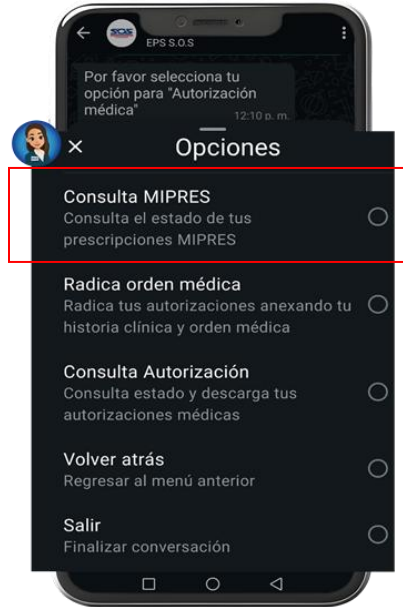 SOS
EPS S.O.S
Por favor selecciona tu
opción para "Autorización
médica"
12:10 p. m.
Opciones
Consulta MIPRES
Consulta el estado de tus
prescripciones MIPRES
Radica orden médica
Radica tus autorizaciones anexando tu
historia clínica y orden médica
Consulta Autorización
Consulta estado y descarga tus
autorizaciones médicas
Volver atrás
Regresar al menú anterior
Salir
Finalizar conversación